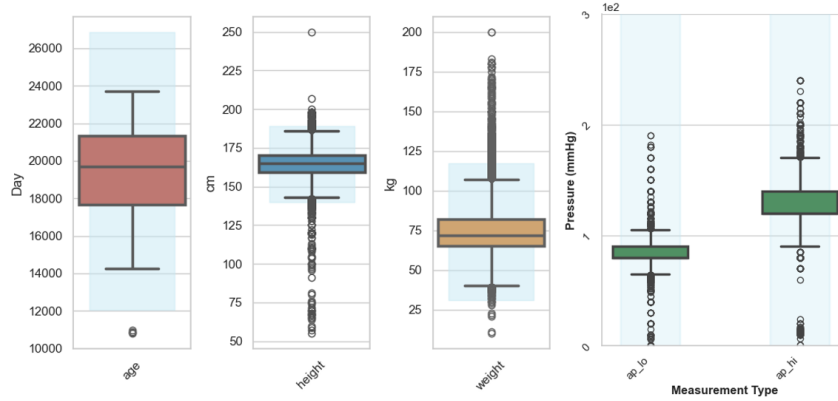 26000
24000
22000
20000
18000
16000
14000
12000
10000
Day
age
250
225
200
175
150
125
100
75
50
cm
height
200
175
150
125
100
75
50
25
kg
weight
1e2
3
2
1
0
Pressure (mmHg)
ap_lo
ap_hi
Measurement Type